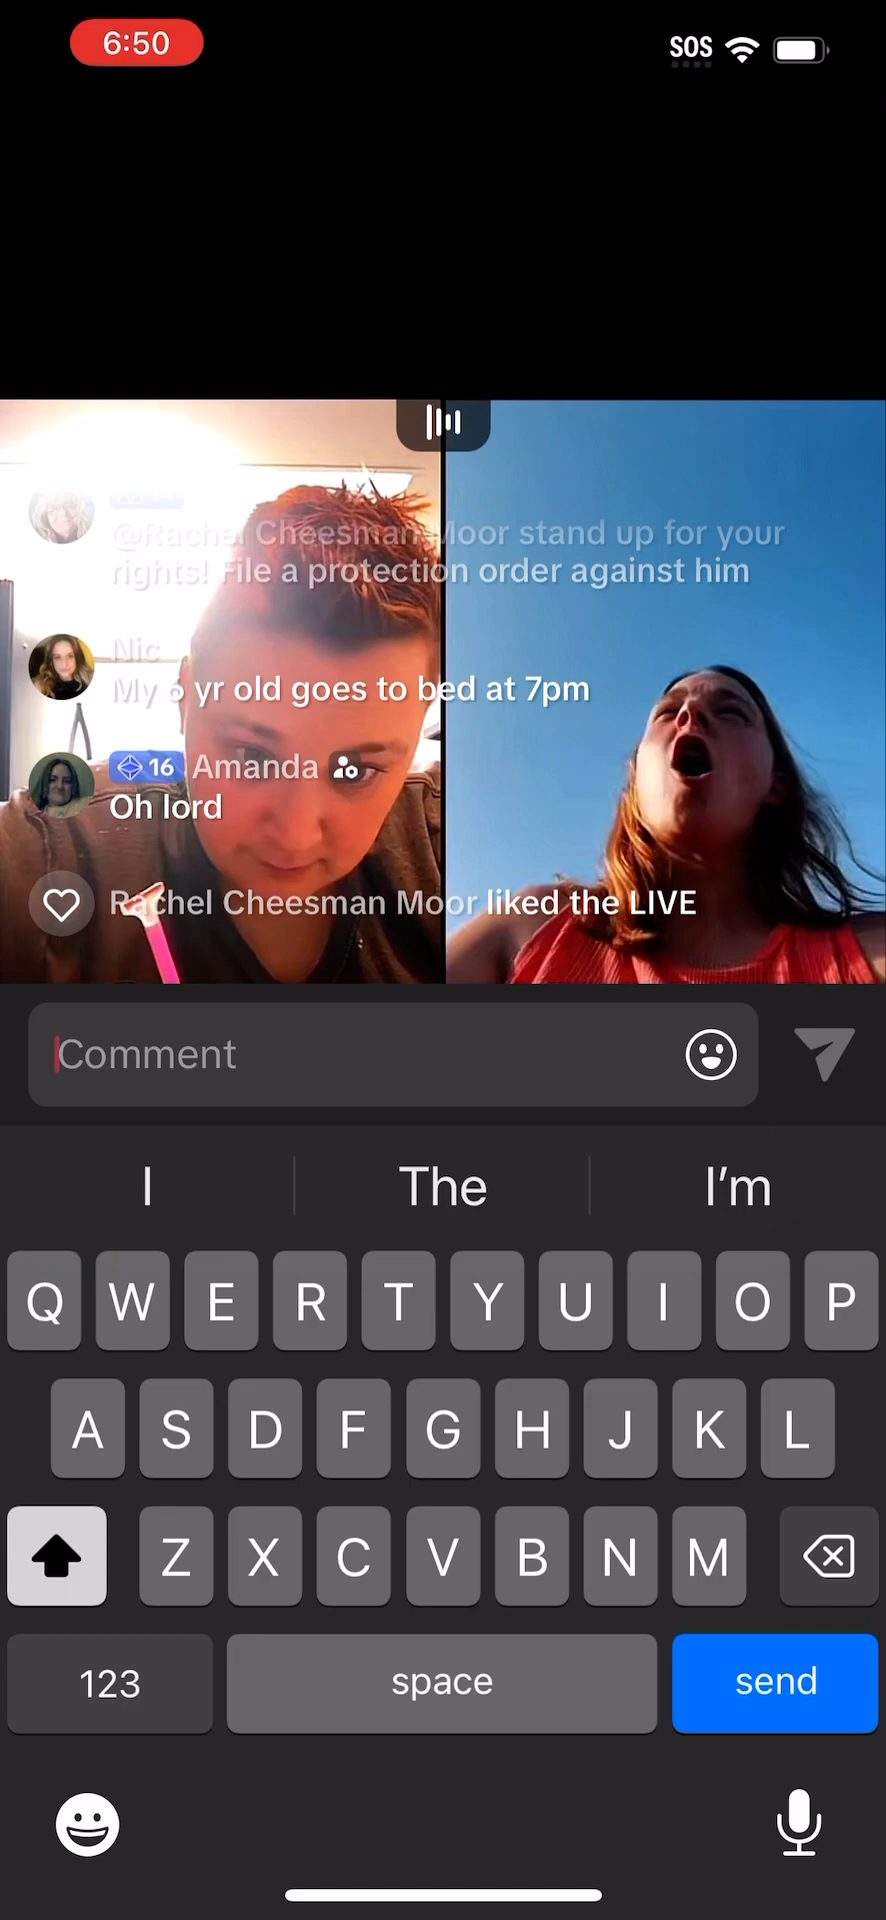 6:50
SOS
@Rachel Cheesman Moor stand up for your
rights! File a protection order against him
Nic
My 6 yr old goes to bed at 7pm
16 Amanda
Oh lord
Rachel Cheesman Moor liked the LIVE
Comment
I The I'm
Q W E R T Y U I O P
A S D F G H J K L
Z X C V B N M
123 space send